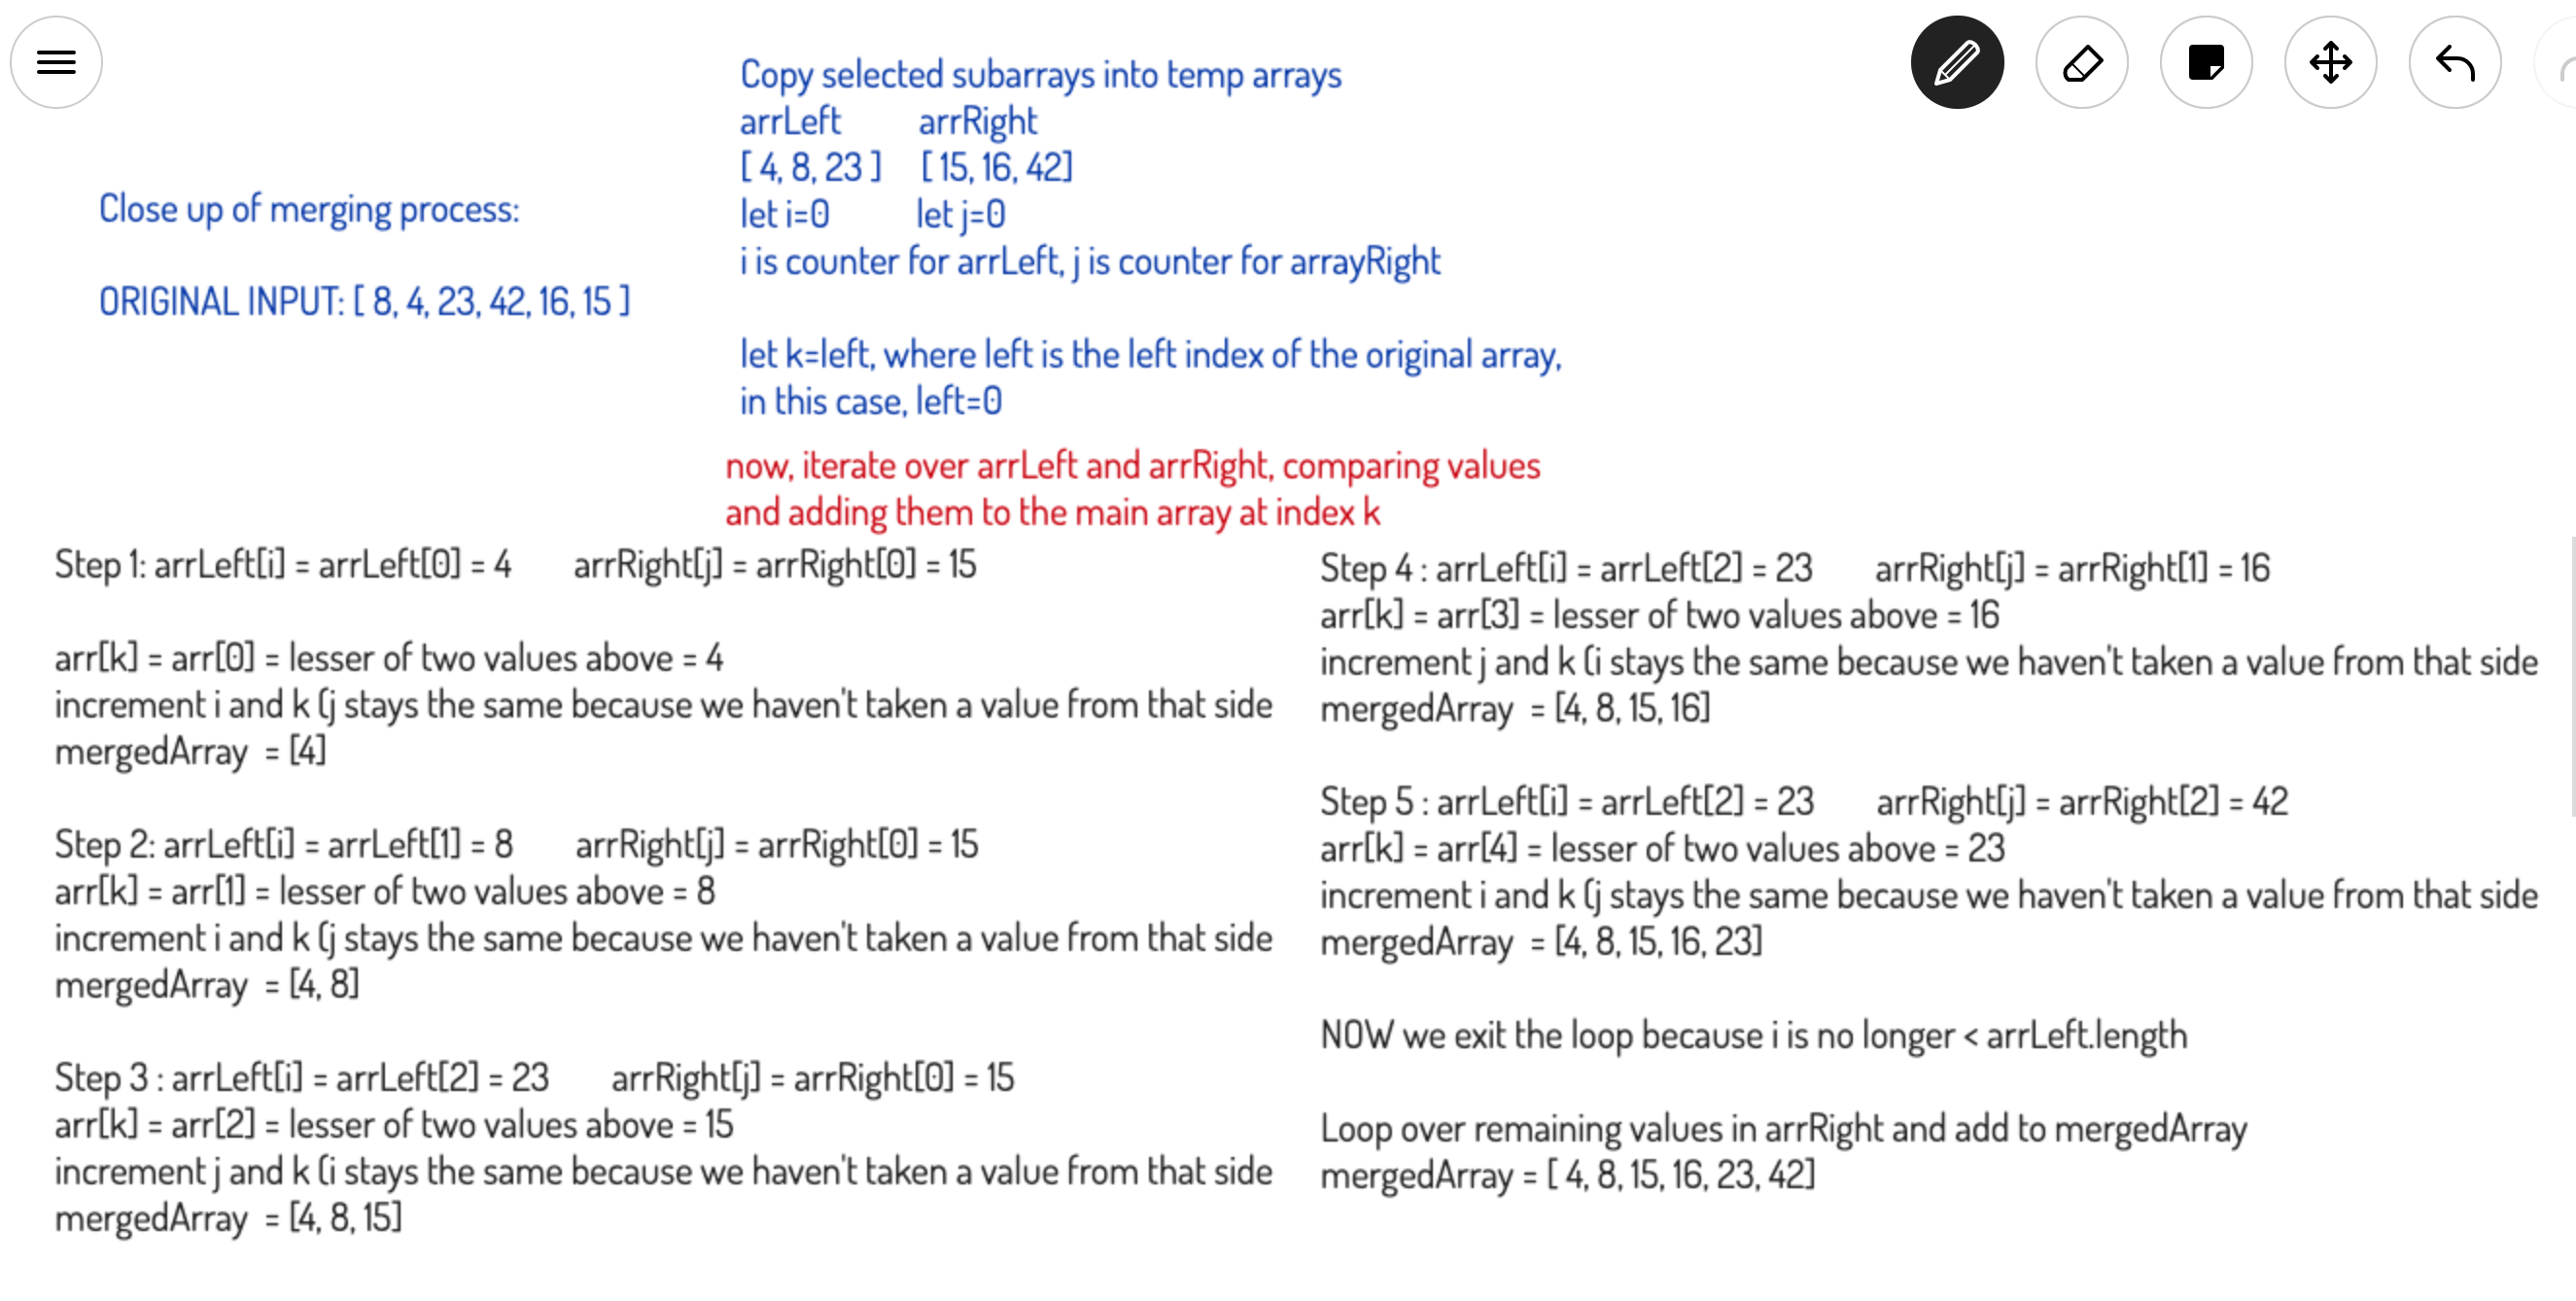 Copy selected subarrays into temp arrays
arrLeft arrRight
[ 4, 8, 23 ] [ 15, 16, 42]
let i=0 let j=0
i is counter for arrLeft, j is counter for arrayRight
let k=left, where left is the left index of the original array,
in this case, left=0
Close up of merging process:
ORIGINAL INPUT: [ 8, 4, 23, 42, 16, 15 ]
now, iterate over arrLeft and arrRight, comparing values
and adding them to the main array at index k
Step 1: arrLeft[i] = arrLeft[0] = 4 arrRight[j] = arrRight[0] = 15
arr[k] = arr[0] = lesser of two values above = 4
increment i and k (j stays the same because we haven't taken a value from that side
mergedArray = [4]
Step 2: arrLeft[i] = arrLeft[1] = 8 arrRight[j] = arrRight[0] = 15
arr[k] = arr[1] = lesser of two values above = 8
increment i and k (j stays the same because we haven't taken a value from that side
mergedArray = [4, 8]
Step 3 : arrLeft[i] = arrLeft[2] = 23 arrRight[j] = arrRight[0] = 15
arr[k] = arr[2] = lesser of two values above = 15
increment j and k (i stays the same because we haven't taken a value from that side
mergedArray = [4, 8, 15]
Step 4 : arrLeft[i] = arrLeft[2] = 23 arrRight[j] = arrRight[1] = 16
arr[k] = arr[3] = lesser of two values above = 16
increment j and k (i stays the same because we haven't taken a value from that side
mergedArray = [4, 8, 15, 16]
Step 5 : arrLeft[i] = arrLeft[2] = 23 arrRight[j] = arrRight[2] = 42
arr[k] = arr[4] = lesser of two values above = 23
increment i and k (j stays the same because we haven't taken a value from that side
mergedArray = [4, 8, 15, 16, 23]
NOW we exit the loop because i is no longer < arrLeft.length
Loop over remaining values in arrRight and add to mergedArray
mergedArray = [ 4, 8, 15, 16, 23, 42]